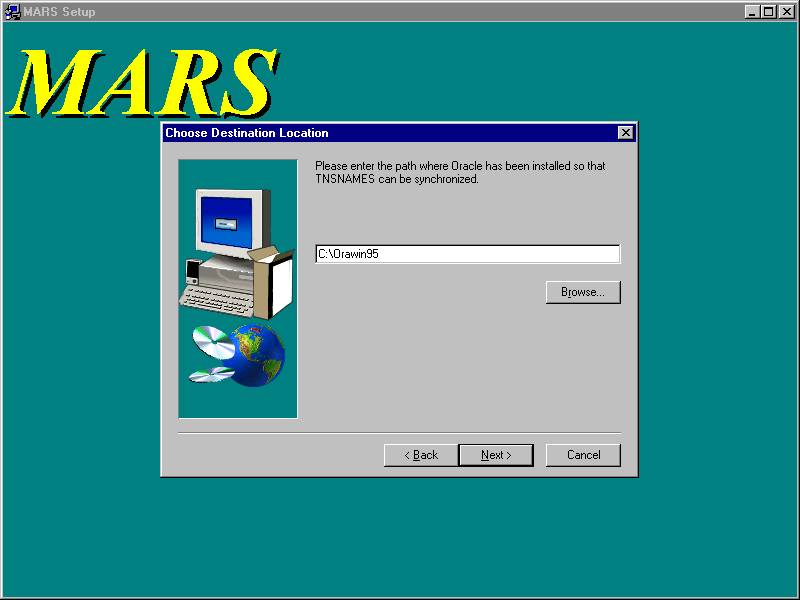 MARS Setup
MARS
Choose Destination Location
Please enter the path where Oracle has been installed so that
TNSNAMES can be synchronized.
C:\Orawin95
Browse...
< Back
Next >
Cancel